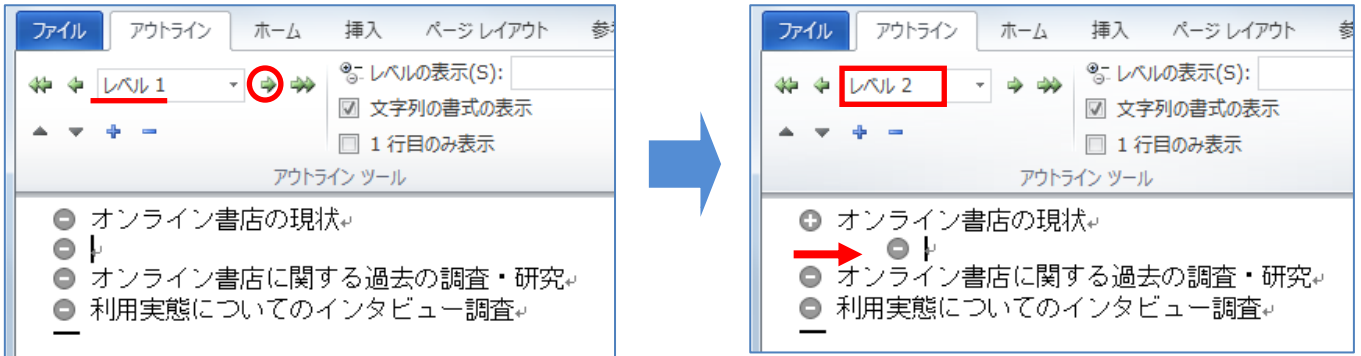 ファイル アウトライン ホーム 挿入 ページ レイアウト
レベル 1 レベルの表示(S):
文字列の書式の表示
1 行目のみ表示
アウトライン ツール
オンライン書店の現状
オンライン書店に関する過去の調査・研究
利用実態についてのインタビュー調査
ファイル アウトライン ホーム 挿入 ページ レイアウト
レベル 2 レベルの表示(S):
文字列の書式の表示
1 行目のみ表示
アウトライン ツール
オンライン書店の現状
オンライン書店に関する過去の調査・研究
利用実態についてのインタビュー調査